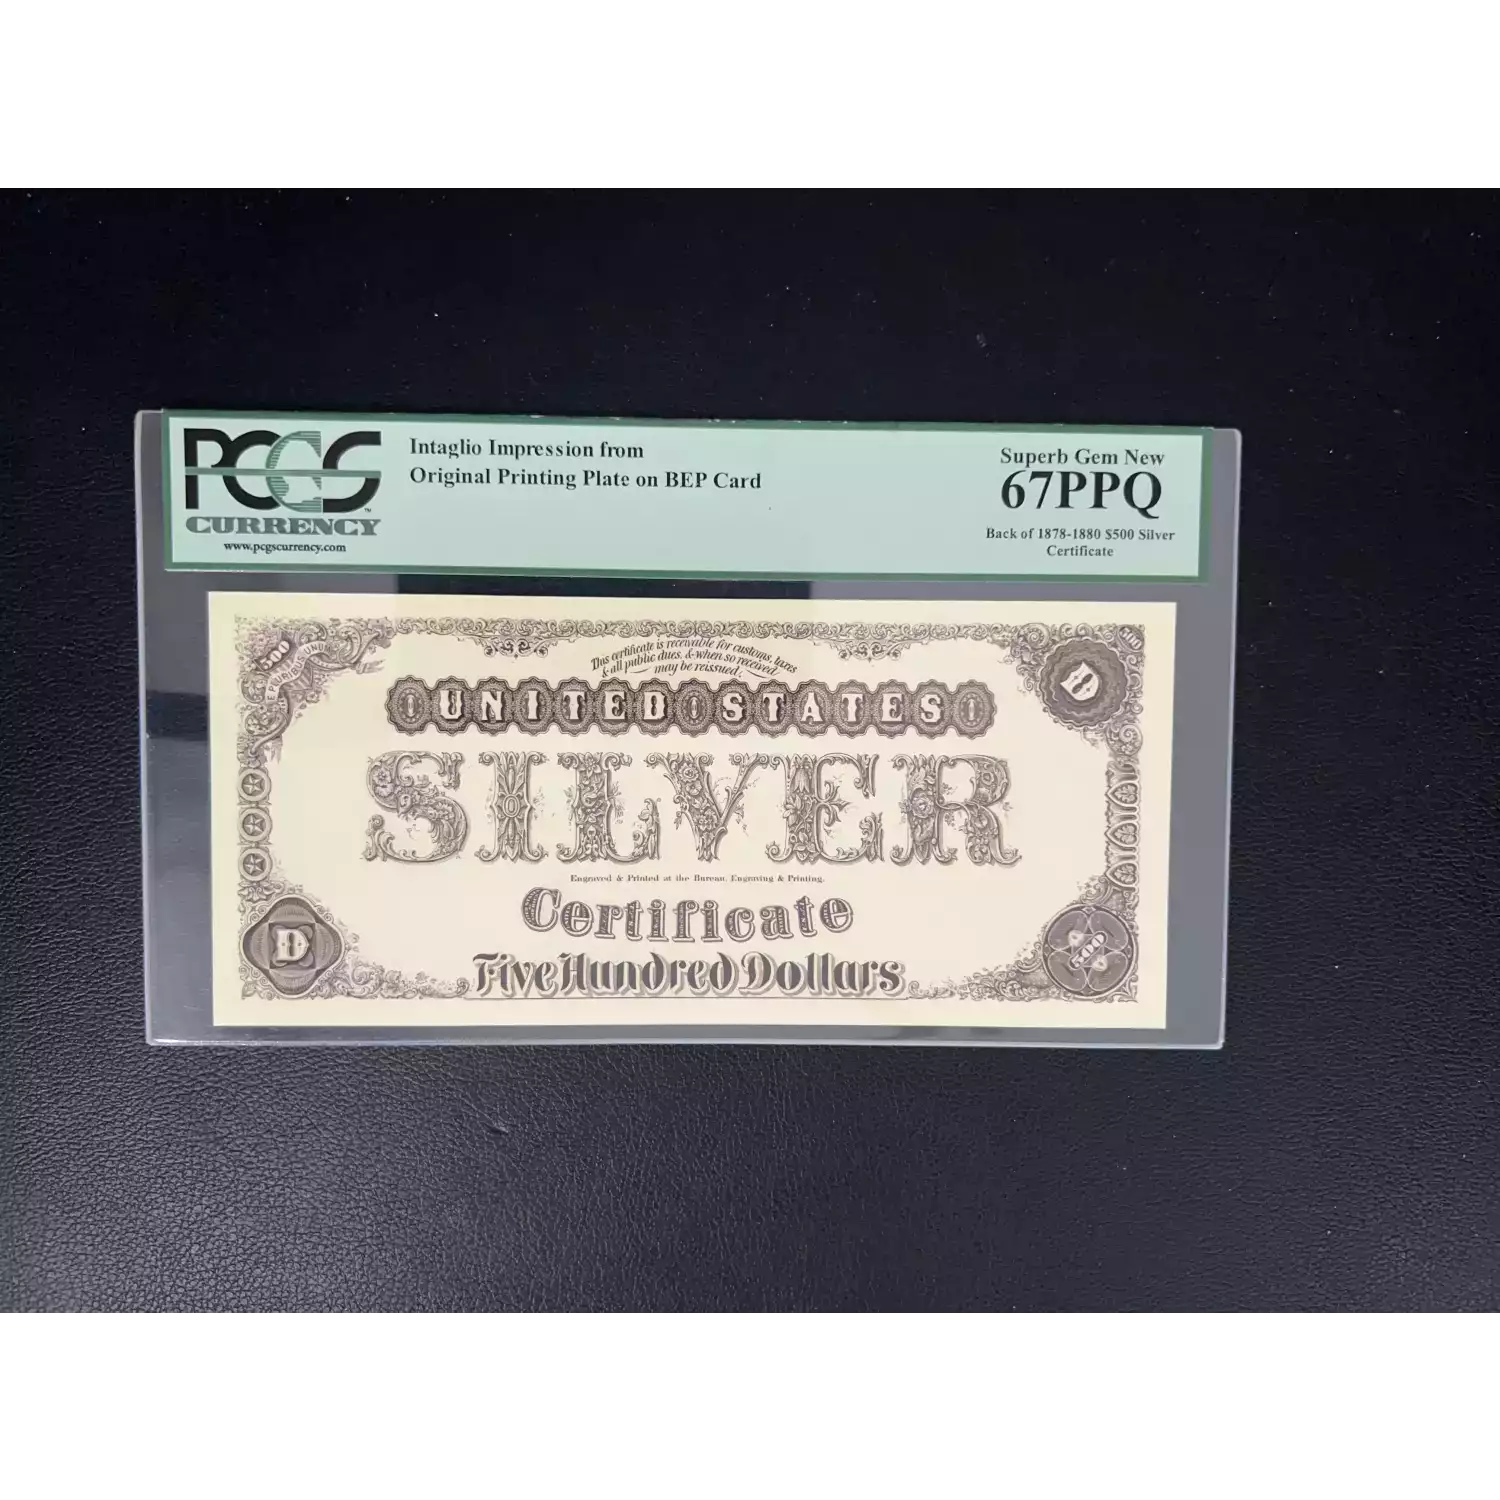 PCGS
CURRENCY
www.pcgscurrency.com
Intaglio Impression from
Original Printing Plate on BEP Card
Superb Gem New
67PPQ
Back of 1878-1880 $500 Silver
Certificate
500
E PLURIBUS UNUM
This certificate is receivable for customs, taxes
& all public dues, & when so received
may be reissued.
500
D
UNITED STATES
SILVER
Engraved & Printed at the Bureau, Engraving & Printing.
Certificate
D
Five Hundred Dollars
500